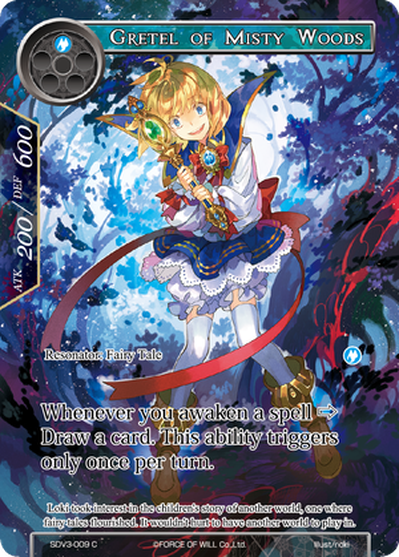 GRETEL OF MISTY WOODS
ATK. 200 / DEF 600
Resonator: Fairy Tale
Whenever you awaken a spell ⇨
Draw a card. This ability triggers
only once per turn.
Loki took interest in the children's story of another world, one where
fairy tales flourished. It wouldn't hurt to have another world to play in.
SDV3-009 C ©FORCE OF WILL Co.,Ltd. Illust/nöki